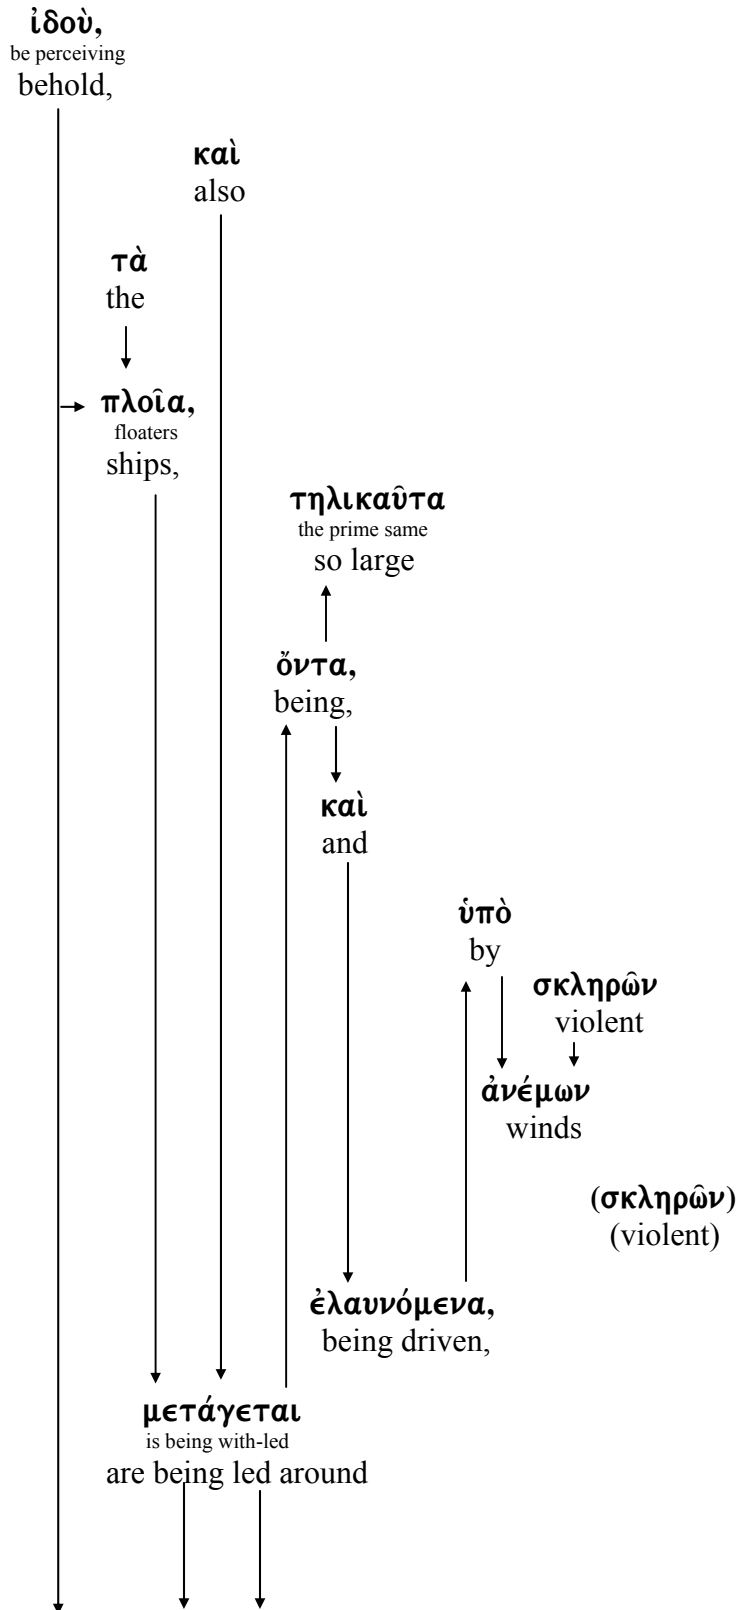 ἰδοὺ,
be perceiving
behold,
καὶ
also
τὰ
the
πλοῖα,
floaters
ships,
τηλικαῦτα
the prime same
so large
ὄντα,
being,
καὶ
and
ὑπὸ
by
σκληρῶν
violent
ἀνέμων
winds
(σκληρῶν)
(violent)
ἐλαυνόμενα,
being driven,
μετάγεται
is being with-led
are being led around